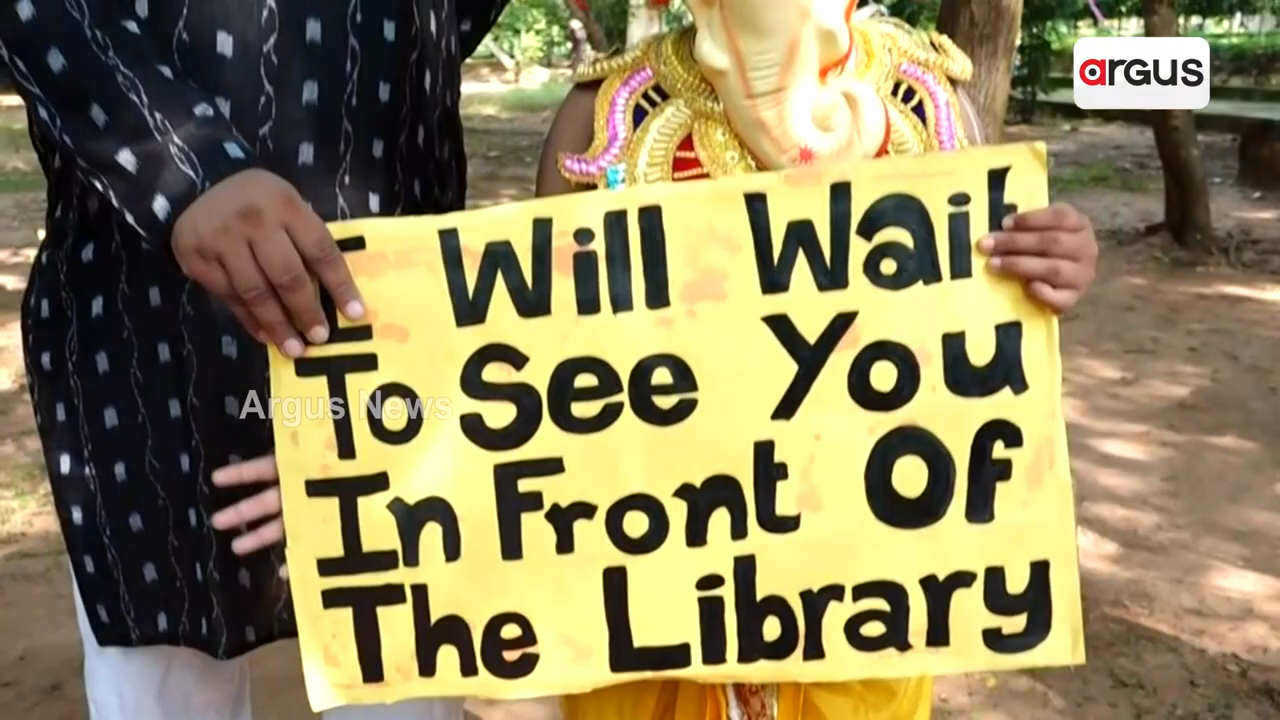 argus
I Will Wait
To See You
In Front Of
The Library
Argus News